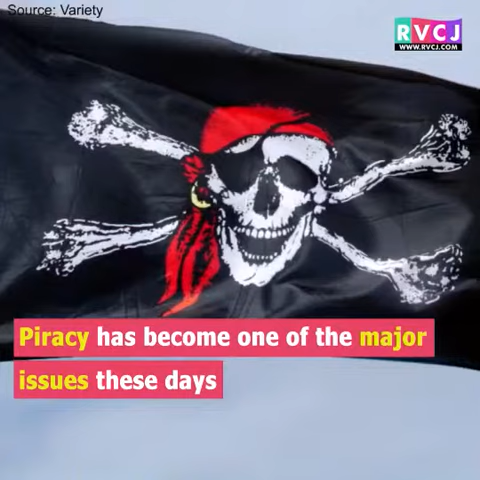 Source: Variety
RVCJ
WWW.RVCJ.COM
Piracy has become one of the major
issues these days